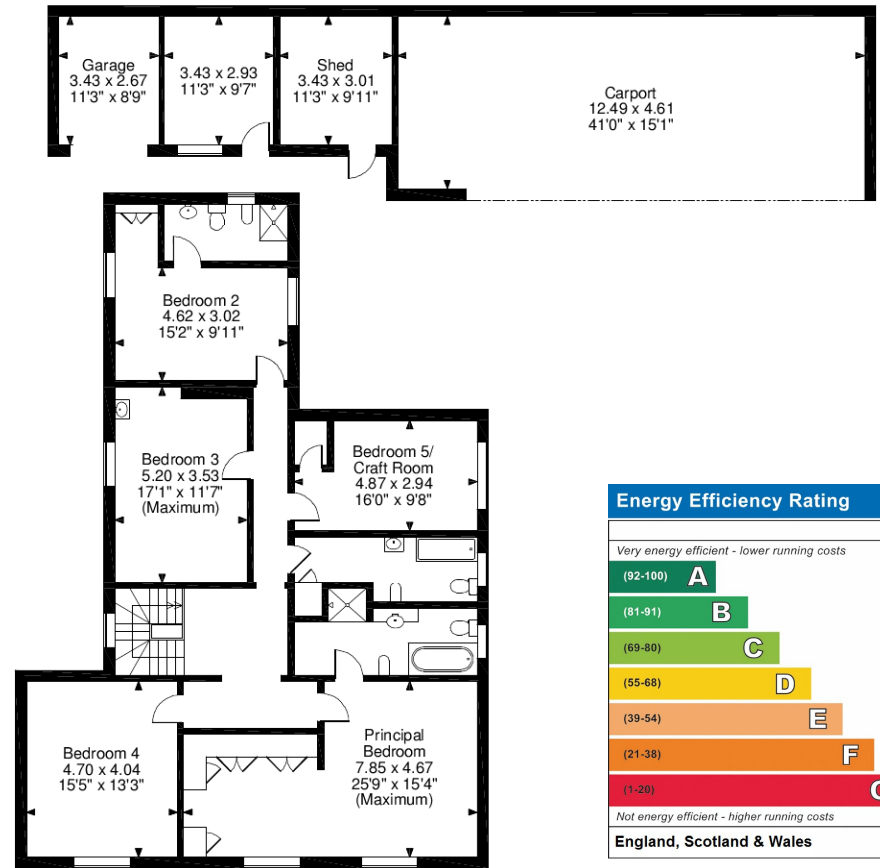 Garage
3.43 x 2.67
11'3" x 8'9"
3.43 x 2.93
11'3" x 9'7"
Shed
3.43 x 3.01
11'3" x 9'11"
Carport
12.49 x 4.61
41'0" x 15'1"
Bedroom 2
4.62 x 3.02
15'2" x 9'11"
Bedroom 3
5.20 x 3.53
17'1" x 11'7"
(Maximum)
Bedroom 5/
Craft Room
4.87 x 2.94
16'0" x 9'8"
Bedroom 4
4.70 x 4.04
15'5" x 13'3"
Principal
Bedroom
7.85 x 4.67
25'9" x 15'4"
(Maximum)
Energy Efficiency Rating
Very energy efficient - lower running costs
(92-100) A
(81-91) B
(69-80) C
(55-68) D
(39-54) E
(21-38) F
(1-20)
Not energy efficient - higher running costs
England, Scotland & Wales